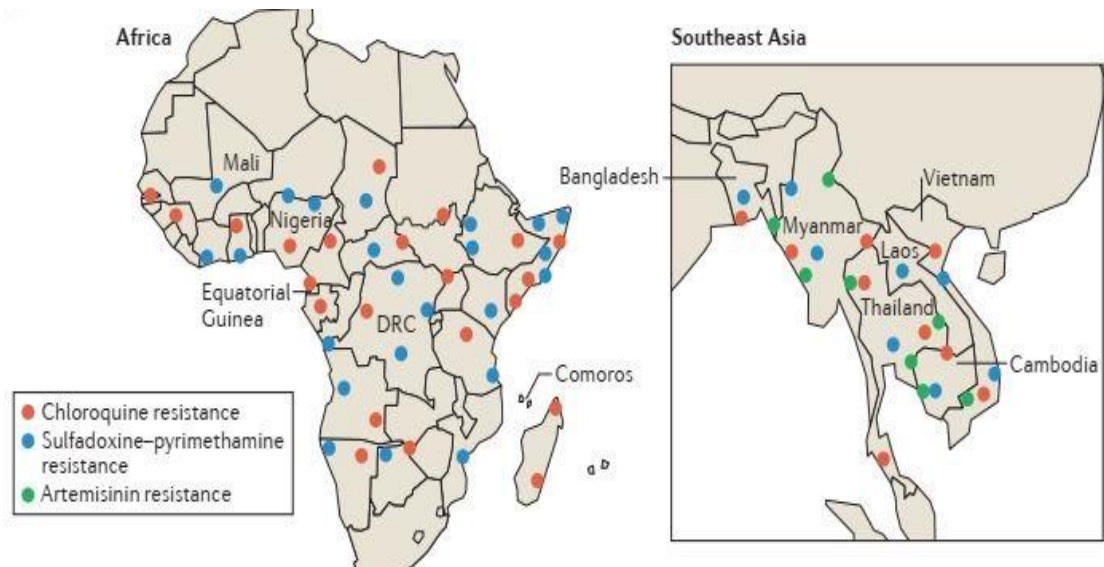 Africa
Mali
Nigeria
Equatorial
Guinea
DRC
Comoros
Chloroquine resistance
Sulfadoxine–pyrimethamine
resistance
Artemisinin resistance
Southeast Asia
Bangladesh
Vietnam
Myanmar
Laos
Thailand
Cambodia